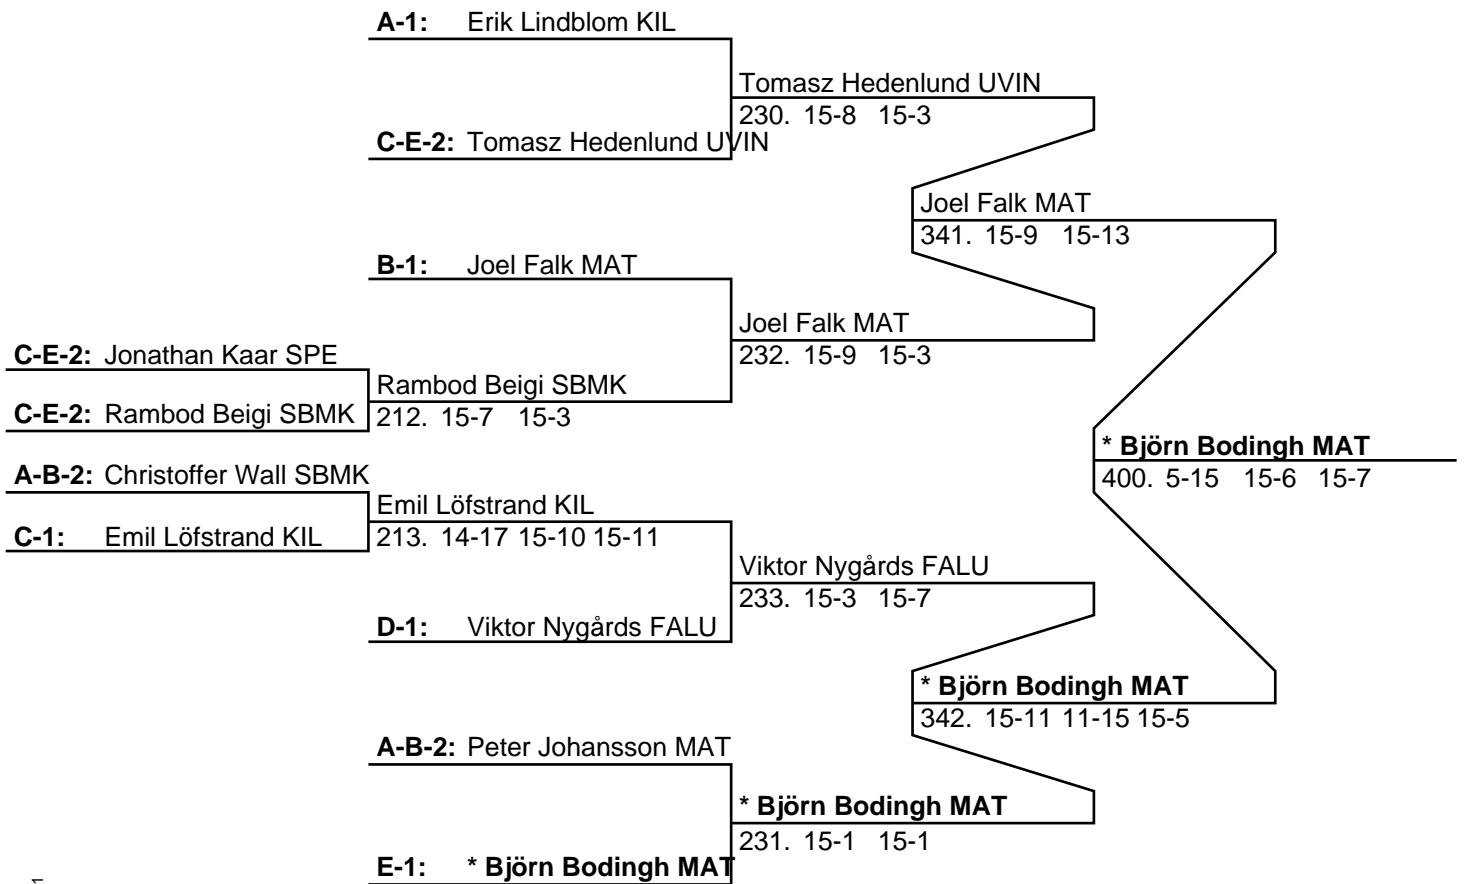 A-1: Erik Lindblom KIL
Tomasz Hedenlund UVIN
230. 15-8 15-3
C-E-2: Tomasz Hedenlund UVIN
Joel Falk MAT
341. 15-9 15-13
B-1: Joel Falk MAT
Joel Falk MAT
232. 15-9 15-3
C-E-2: Jonathan Kaar SPE
Rambod Beigi SBMK
212. 15-7 15-3
C-E-2: Rambod Beigi SBMK
* Björn Bodingh MAT
400. 5-15 15-6 15-7
A-B-2: Christoffer Wall SBMK
Emil Löfstrand KIL
213. 14-17 15-10 15-11
C-1: Emil Löfstrand KIL
Viktor Nygårds FALU
233. 15-3 15-7
D-1: Viktor Nygårds FALU
* Björn Bodingh MAT
342. 15-11 11-15 15-5
A-B-2: Peter Johansson MAT
* Björn Bodingh MAT
231. 15-1 15-1
E-1: * Björn Bodingh MAT
1